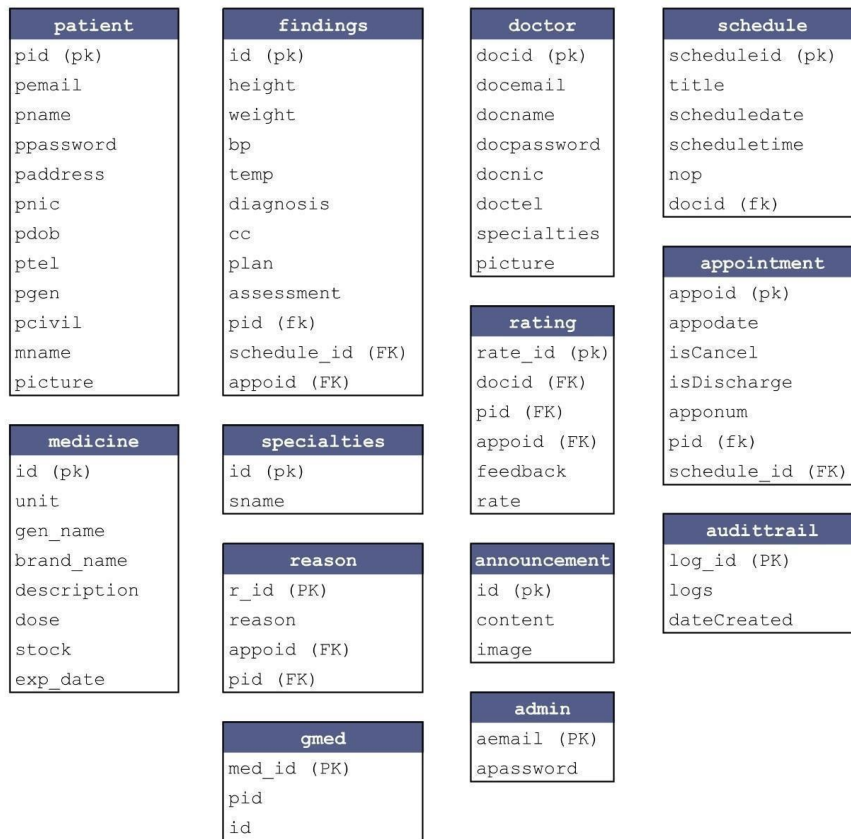 patient
pid (pk)
pemail
pname
ppassword
paddress
pnic
pdob
ptel
pgen
pcivil
mname
picture
medicine
id (pk)
unit
gen_name
brand_name
description
dose
stock
exp_date
findings
id (pk)
height
weight
bp
temp
diagnosis
cc
plan
assessment
pid (fk)
schedule_id (FK)
appoid (FK)
specialties
id (pk)
sname
reason
r_id (PK)
reason
appoid (FK)
pid (FK)
gmed
med_id (PK)
pid
id
doctor
docid (pk)
docemail
docname
docpassword
docnic
doctel
specialties
picture
rating
rate_id (pk)
docid (FK)
pid (FK)
appoid (FK)
feedback
rate
announcement
id (pk)
content
image
admin
aemail (PK)
apassword
schedule
scheduleid (pk)
title
scheduledate
scheduletime
nop
docid (fk)
appointment
appoid (pk)
appodate
isCancel
isDischarge
apponum
pid (fk)
schedule_id (FK)
audittrail
log_id (PK)
logs
dateCreated